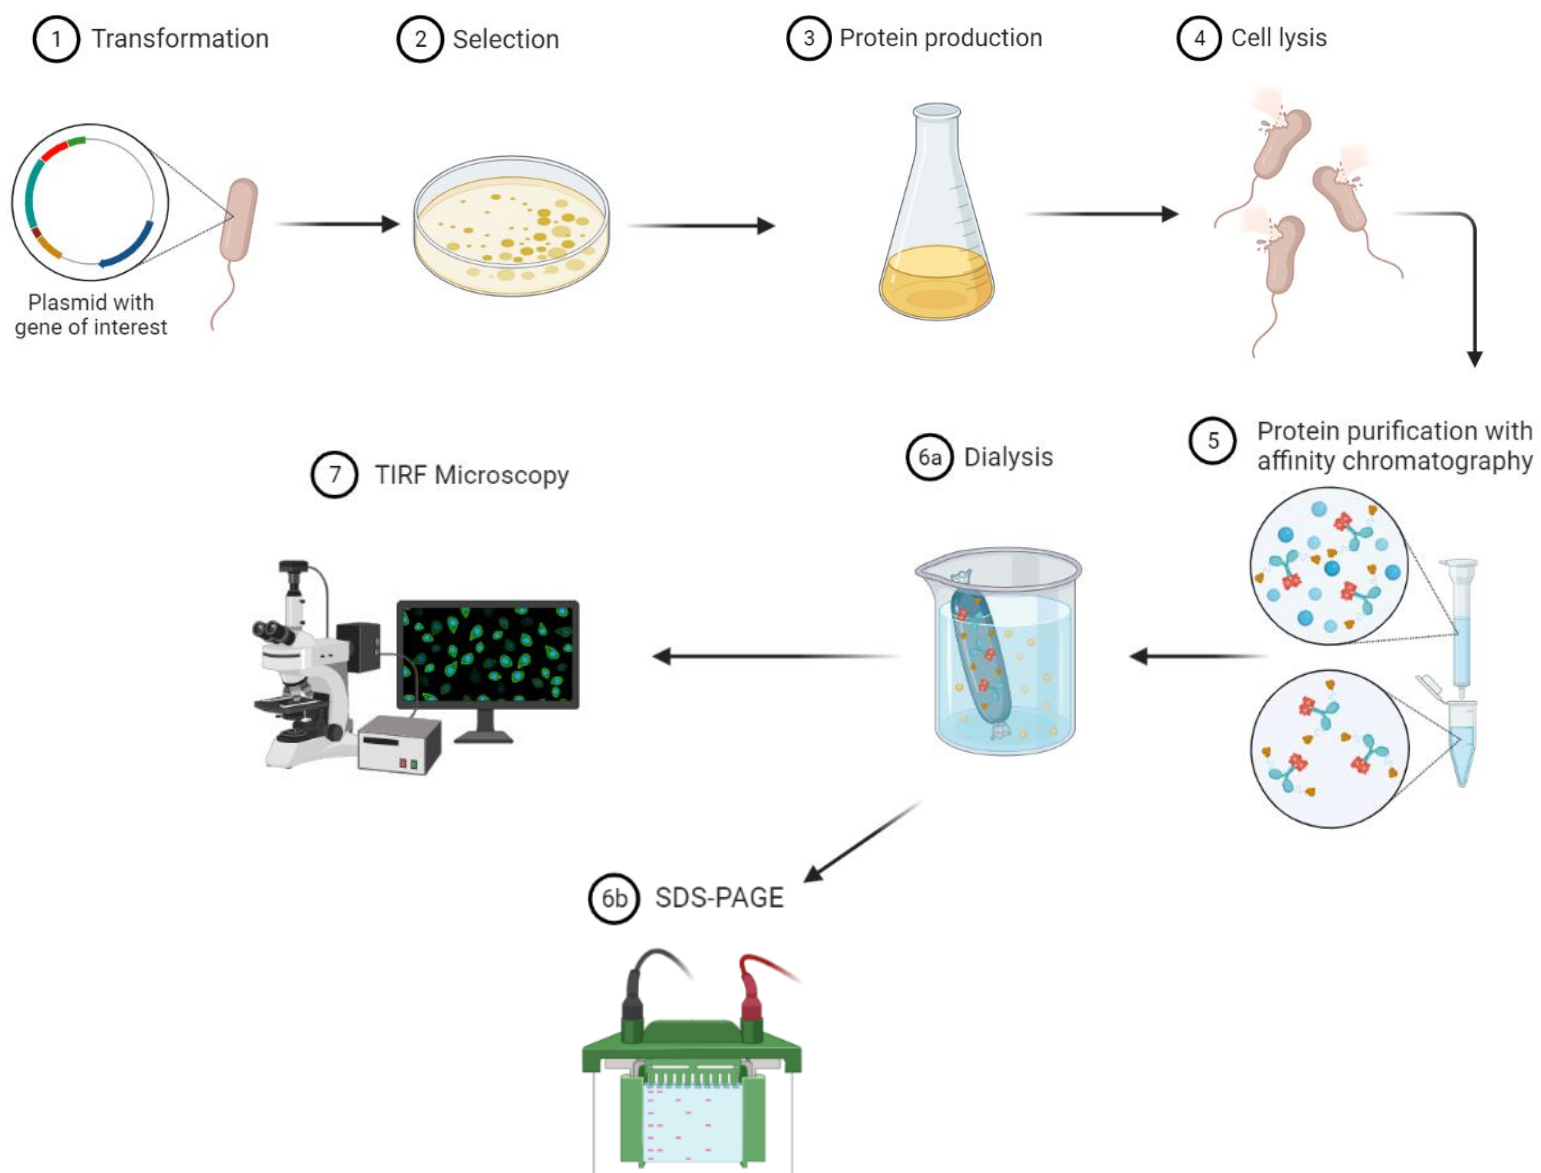 1 Transformation
2 Selection
3 Protein production
4 Cell lysis
Plasmid with
gene of interest
5 Protein purification with
affinity chromatography
6a Dialysis
7 TIRF Microscopy
6b SDS-PAGE